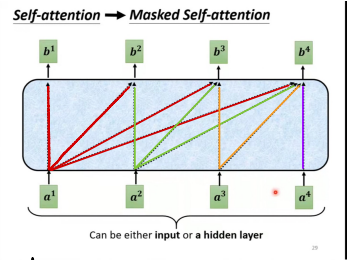 Self-attention → Masked Self-attention
b¹ b² b³ b⁴
a¹ a² a³ a⁴
Can be either input or a hidden layer
29